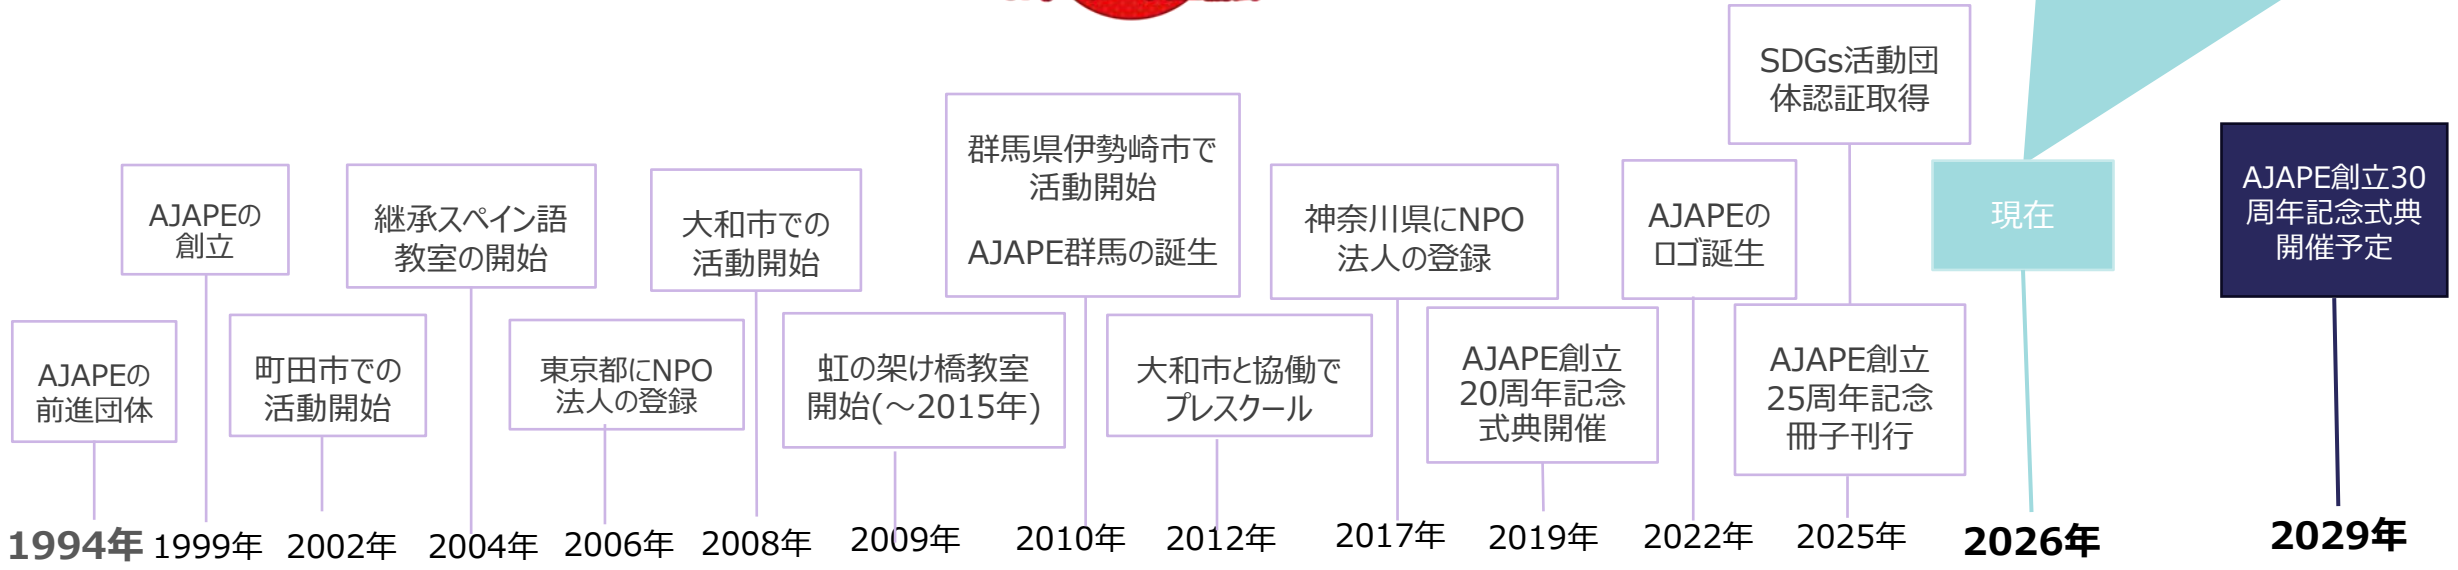 SDGs活動団
体認証取得
群馬県伊勢崎市で
活動開始
AJAPE群馬の誕生
AJAPEの
創立
継承スペイン語
教室の開始
大和市での
活動開始
神奈川県にNPO
法人の登録
AJAPEの
ロゴ誕生
現在
AJAPE創立30
周年記念式典
開催予定
AJAPEの
前進団体
町田市での
活動開始
東京都にNPO
法人の登録
虹の架け橋教室
開始(～2015年)
大和市と協働で
プレスクール
AJAPE創立
20周年記念
式典開催
AJAPE創立
25周年記念
冊子刊行
1994年
1999年
2002年
2004年
2006年
2008年
2009年
2010年
2012年
2017年
2019年
2022年
2025年
2026年
2029年